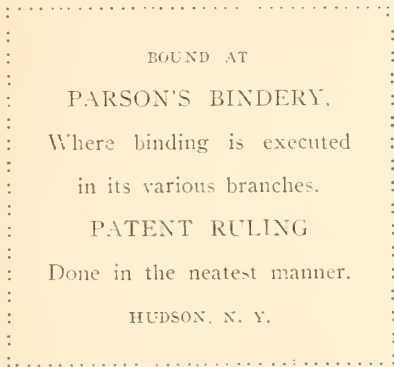 BOUND AT
PARSON'S BINDERY,
Where binding is executed
in its various branches.
PATENT RULING
Done in the neatest manner.
HUDSON, N. Y.